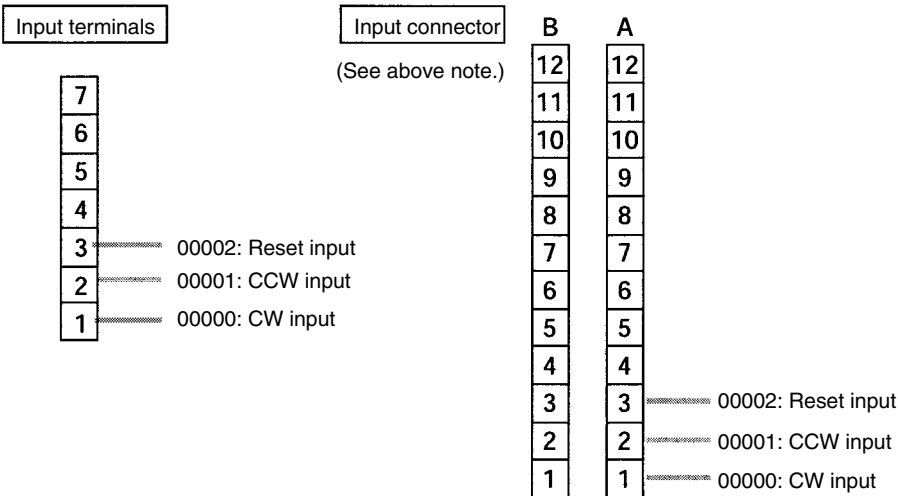 Input terminals
7
6
5
4
3
2
1
00002: Reset input
00001: CCW input
00000: CW input
Input connector
(See above note.)
B A
12 12
11 11
10 10
9 9
8 8
7 7
6 6
5 5
4 4
3 3 00002: Reset input
2 2 00001: CCW input
1 1 00000: CW input